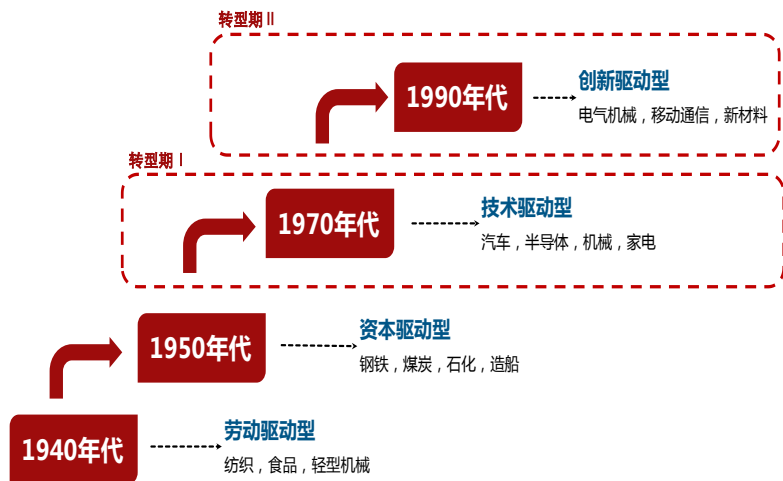 转型期Ⅱ
1990年代
创新驱动型
电气机械，移动通信，新材料
转型期Ⅰ
1970年代
技术驱动型
汽车，半导体，机械，家电
1950年代
资本驱动型
钢铁，煤炭，石化，造船
1940年代
劳动驱动型
纺织，食品，轻型机械